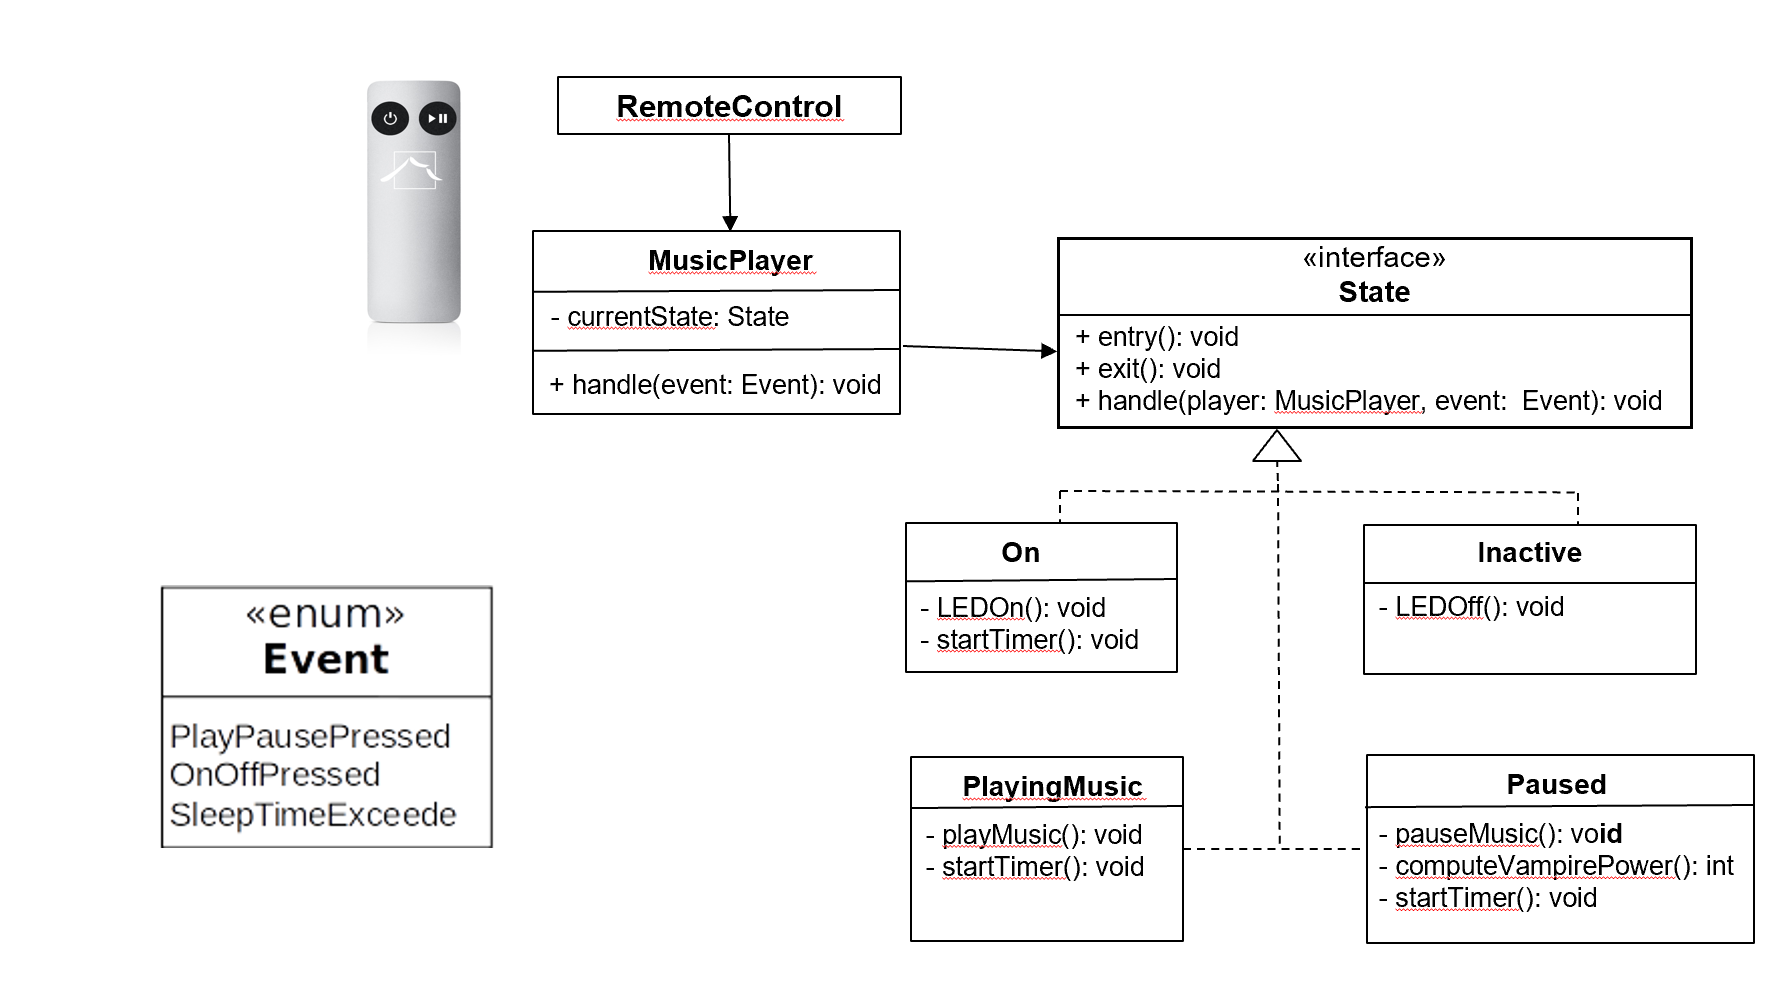 RemoteControl
MusicPlayer
- currentState: State
+ handle(event: Event): void
«interface»
State
+ entry(): void
+ exit(): void
+ handle(player: MusicPlayer, event:  Event): void
On
- LEDOn(): void
- startTimer(): void
Inactive
- LEDOff(): void
«enum»
Event
PlayPausePressed
OnOffPressed
SleepTimeExceede
PlayingMusic
- playMusic(): void
- startTimer(): void
Paused
- pauseMusic(): void
- computeVampirePower(): int
- startTimer(): void